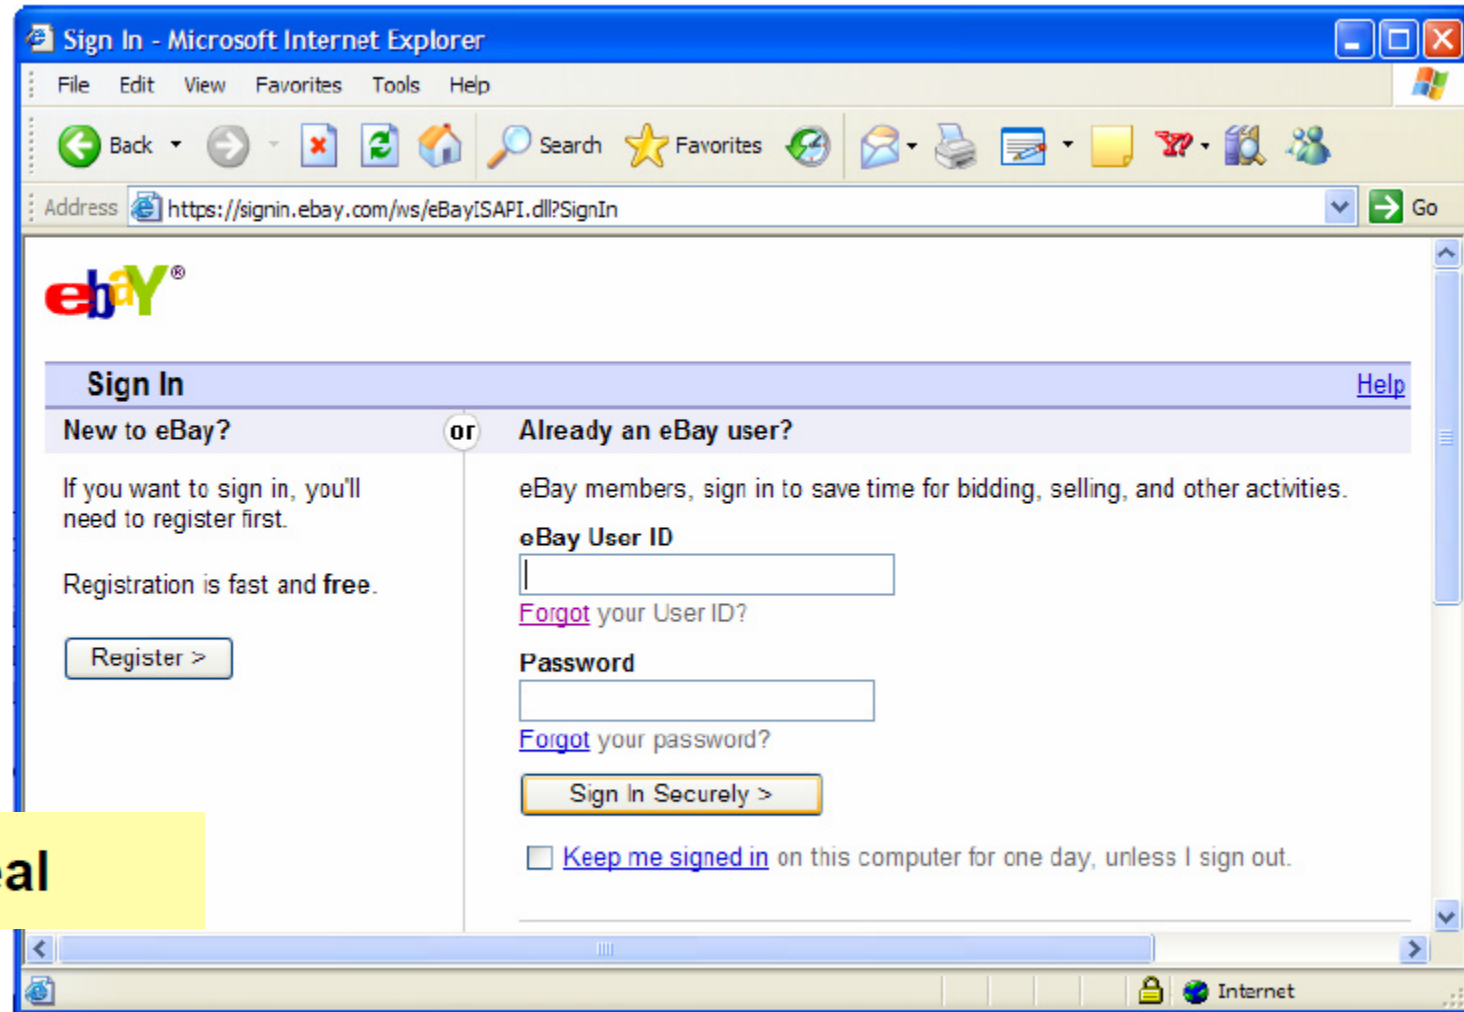 Sign In - Microsoft Internet Explorer
File Edit View Favorites Tools Help
Back Search Favorites
Address https://signin.ebay.com/ws/eBayISAPI.dll?SignIn Go
ebaY®
Sign In Help
New to eBay? or Already an eBay user?
If you want to sign in, you'll
need to register first.
Registration is fast and free.
Register >
eBay members, sign in to save time for bidding, selling, and other activities.
eBay User ID
Forgot your User ID?
Password
Forgot your password?
Sign In Securely >
Keep me signed in on this computer for one day, unless I sign out.
Internet